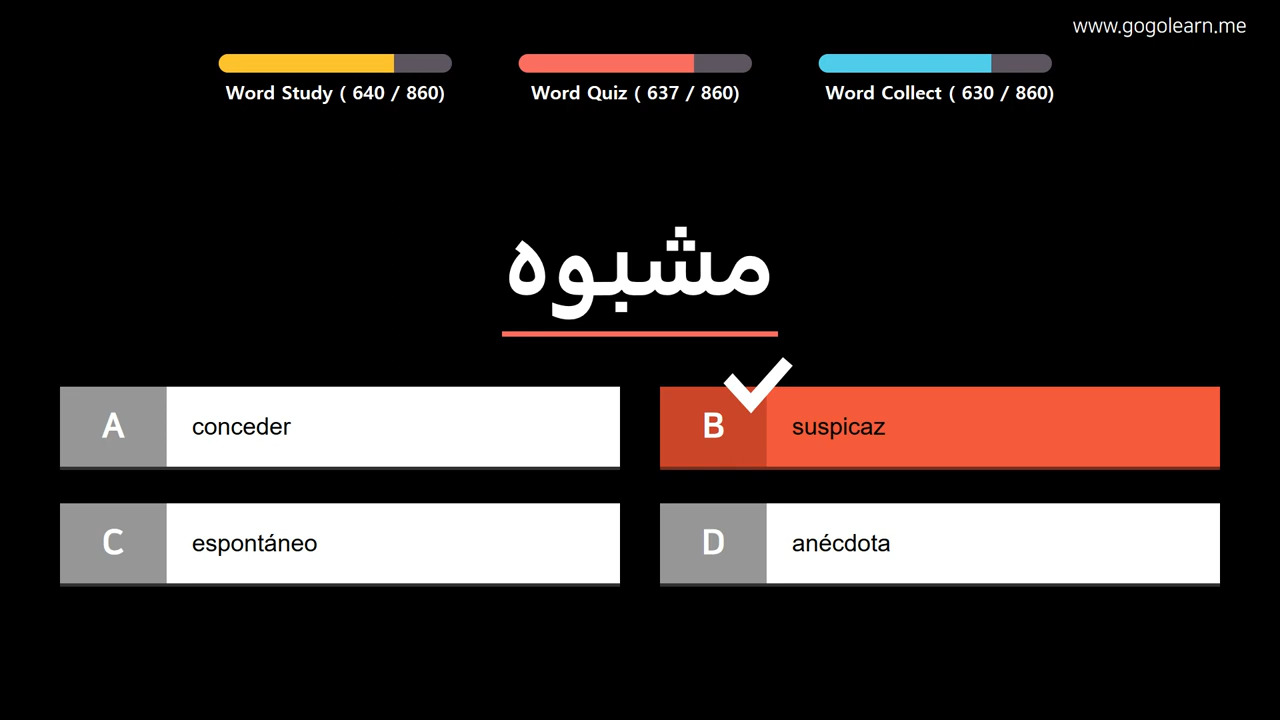 www.gogolearn.me
Word Study ( 640 / 860)
Word Quiz ( 637 / 860)
Word Collect ( 630 / 860)
مشبوه
A conceder
B suspicaz
C espontáneo
D anécdota